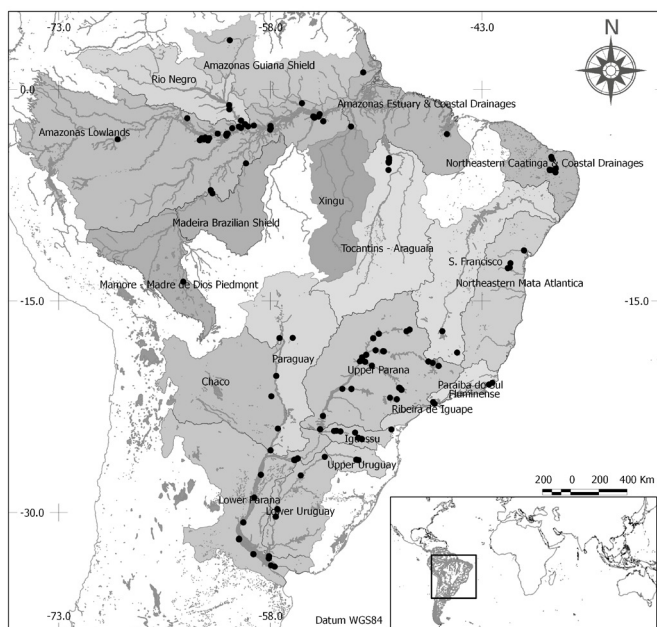 -73.0 -58.0 -43.0
N
Amazonas Guiana Shield
Rio Negro
0.0
Amazonas Estuary & Coastal Drainages
Amazonas Lowlands
Northeastern Caatinga & Coastal Drainages
Xingu
Madeira Brazilian Shield
Tocantins - Araguaia
S. Francisco
Mamore - Madre de Dios Piedmont
Northeastern Mata Atlantica
-15.0 -15.0
Paraguay
Upper Parana
Chaco
Paraiba do Sul
Fluminense
Ribeira de Iguape
Iguassu
Upper Uruguay
200 0 200 400 Km
Lower Parana
Lower Uruguay
-30.0
-73.0 -58.0
Datum WGS84